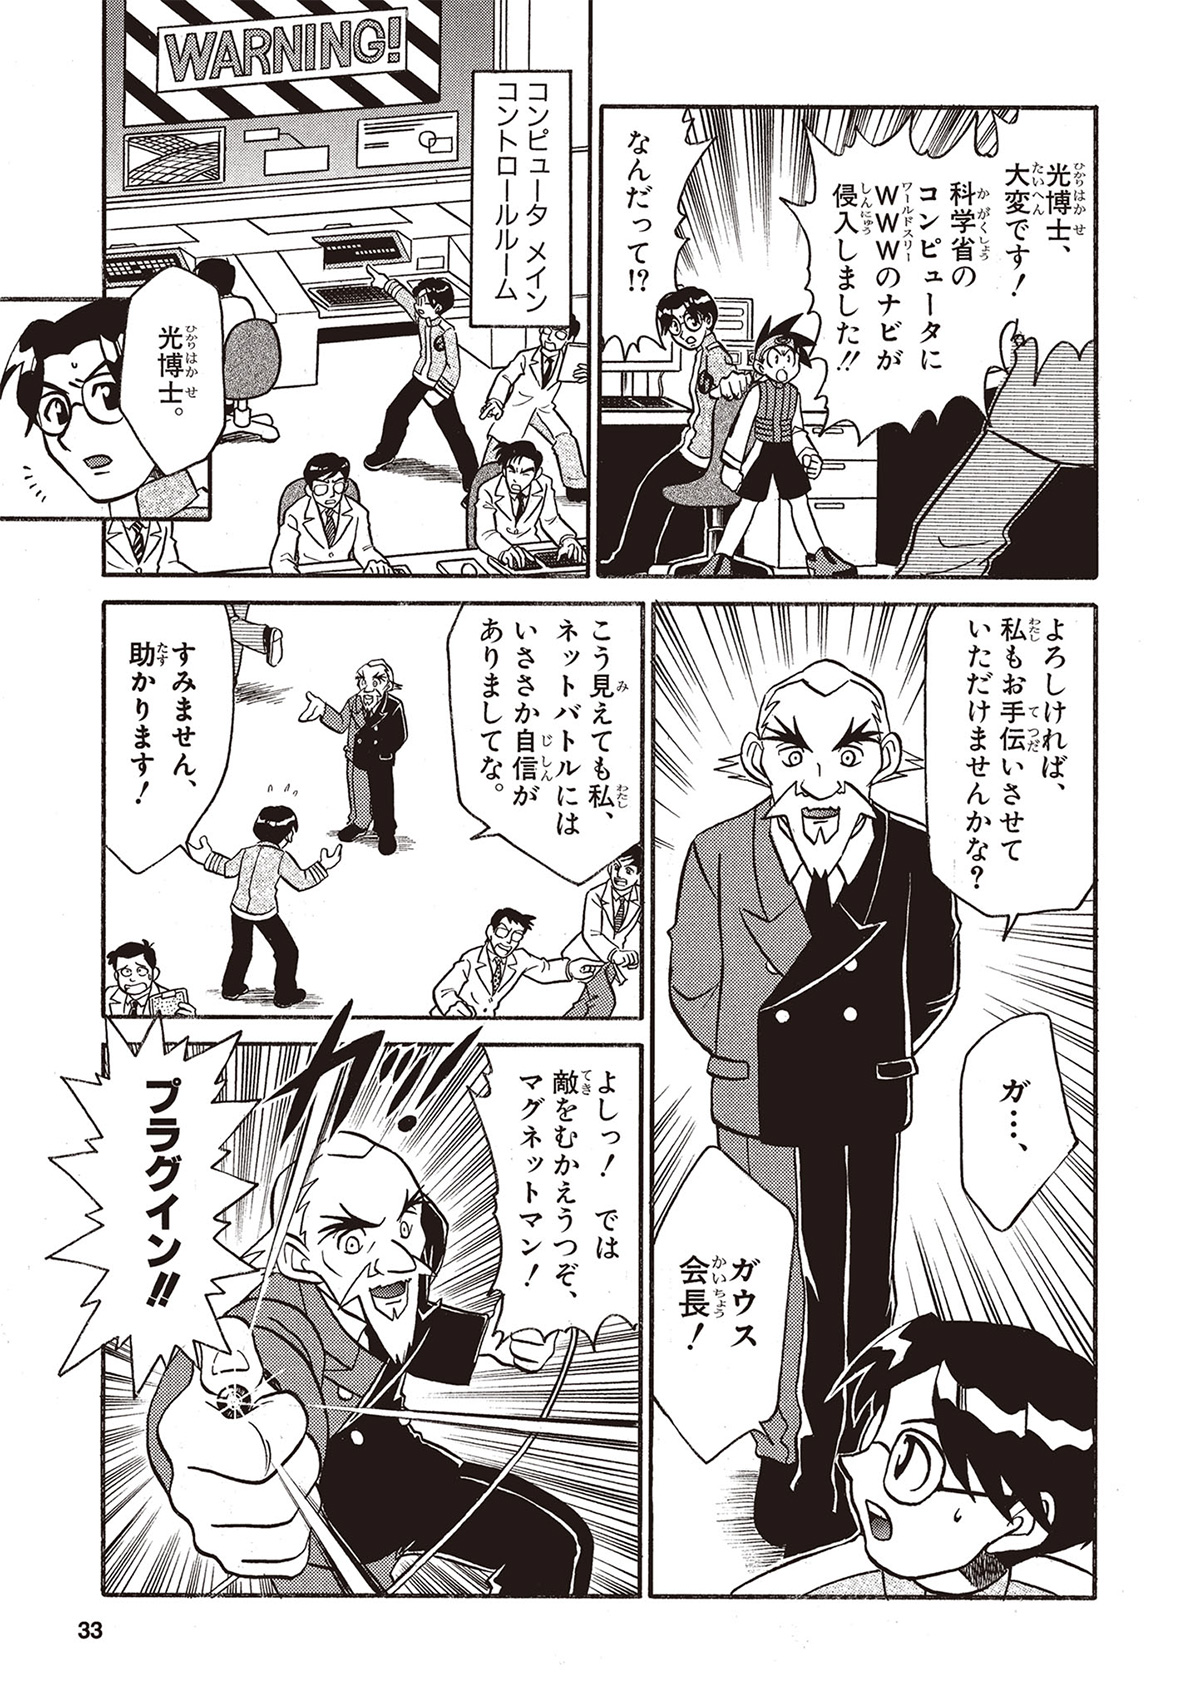 光博士、
大変です!
科学省の
コンピュータに
WWWのナビが
侵入しました!!
なんだって!?
WARNING!
コンピュータ メイン
コントロールルーム
光博士。
よろしければ、
私もお手伝いさせて
いただけませんかな?
ガ…、
ガウス
会長!
こう見えても私、
ネットバトルには
いささか自信が
ありましてな。
すみません、
助かります!
よしっ! では
敵をむかえうつぞ、
マグネットマン!
プラグイン!!
33